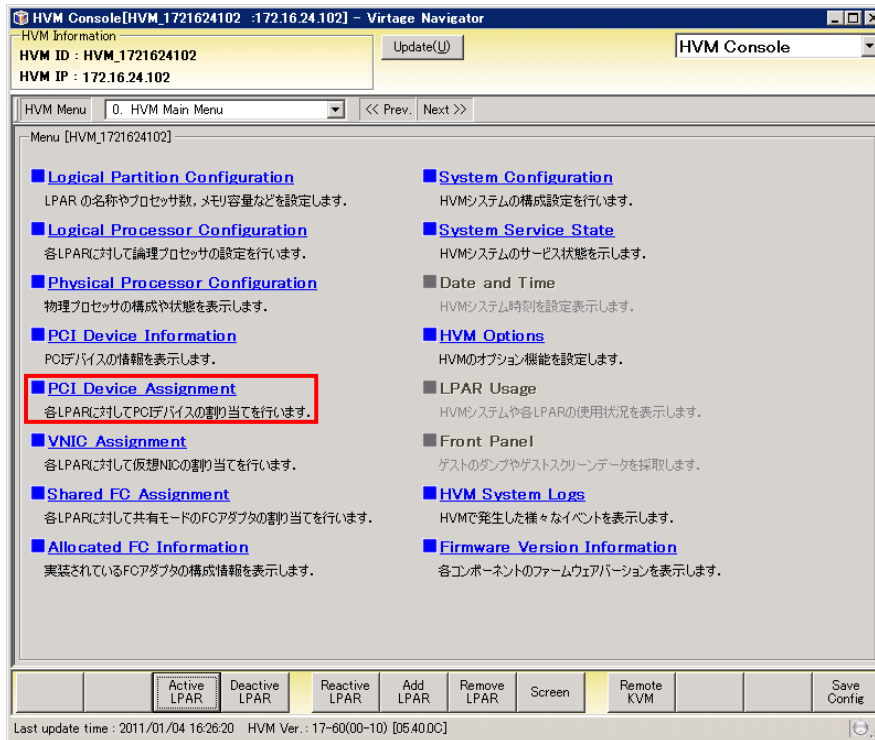 HVM Console[HVM_1721624102 :172.16.24.102] - Virtage Navigator
HVM Information
HVM ID : HVM_1721624102
HVM IP : 172.16.24.102
Update(U)
HVM Console
HVM Menu
0. HVM Main Menu
<< Prev.
Next >>
Menu [HVM_1721624102]
Logical Partition Configuration
LPAR の名称やプロセッサ数, メモリ容量などを設定します.
Logical Processor Configuration
各LPARに対して論理プロセッサの設定を行います.
Physical Processor Configuration
物理プロセッサの構成や状態を表示します.
PCI Device Information
PCIデバイスの情報を表示します.
PCI Device Assignment
各LPARに対してPCIデバイスの割り当てを行います.
VNIC Assignment
各LPARに対して仮想NICの割り当てを行います.
Shared FC Assignment
各LPARに対して共有モードのFCアダプタの割り当てを行います.
Allocated FC Information
実装されているFCアダプタの構成情報を表示します.
System Configuration
HVMシステムの構成設定を行います.
System Service State
HVMシステムのサービス状態を示します.
Date and Time
HVMシステム時刻を設定表示します.
HVM Options
HVMのオプション機能を設定します.
LPAR Usage
HVMシステムや各LPARの使用状況を表示します.
Front Panel
ゲストのダンプやゲストスクリーンデータを採取します.
HVM System Logs
HVMで発生した様々なイベントを表示します.
Firmware Version Information
各コンポーネントのファームウェアバージョンを表示します.
Active LPAR
Deactive LPAR
Reactive LPAR
Add LPAR
Remove LPAR
Screen
Remote KVM
Save Config
Last update time : 2011/01/04 16:26:20 HVM Ver. : 17-60(00-10) [05.40.0C]